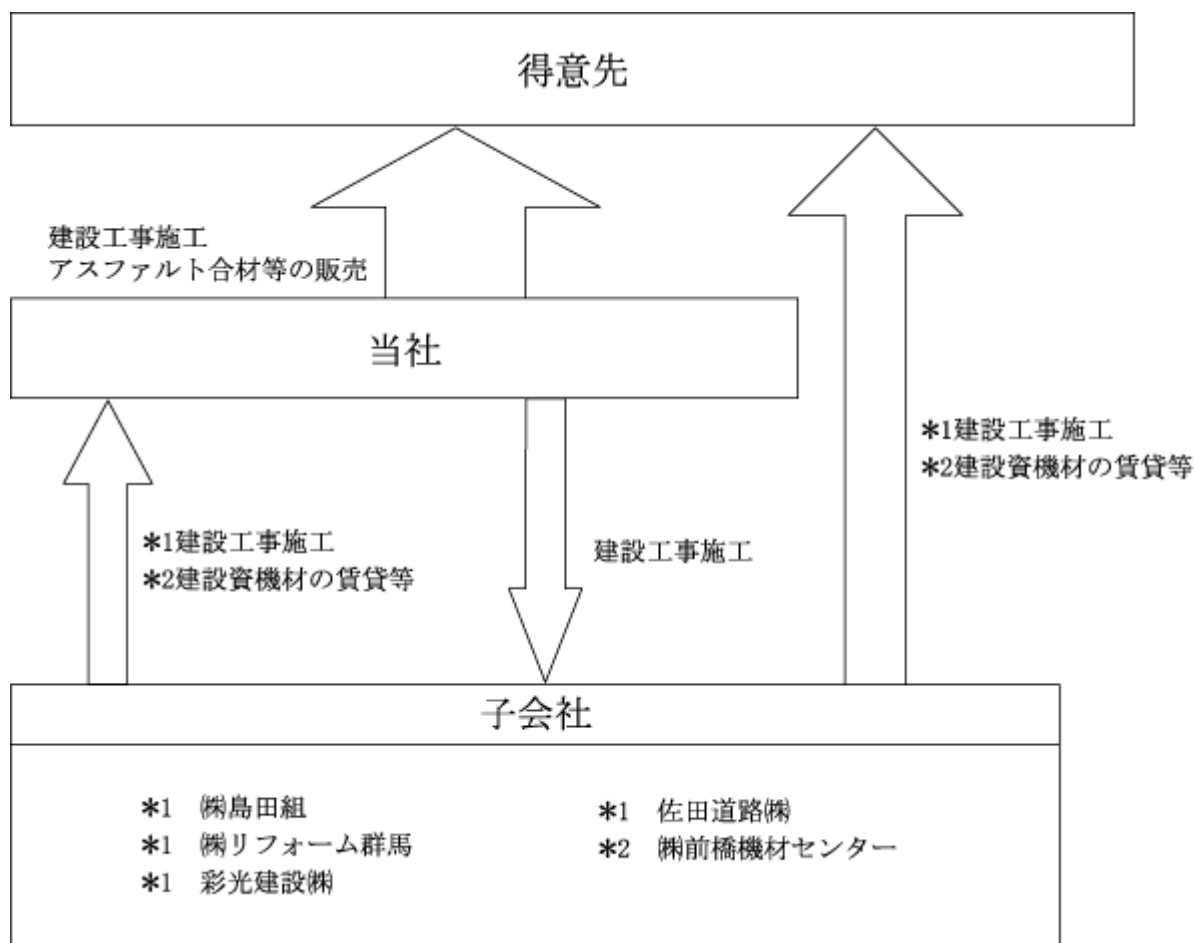 得意先
建設工事施工
アスファルト合材等の販売
当社
*1建設工事施工
*2建設資機材の賃貸等
*1建設工事施工
*2建設資機材の賃貸等
建設工事施工
子会社
*1 ㈱島田組
*1 ㈱リフォーム群馬
*1 彩光建設㈱
*1 佐田道路㈱
*2 ㈱前橋機材センター